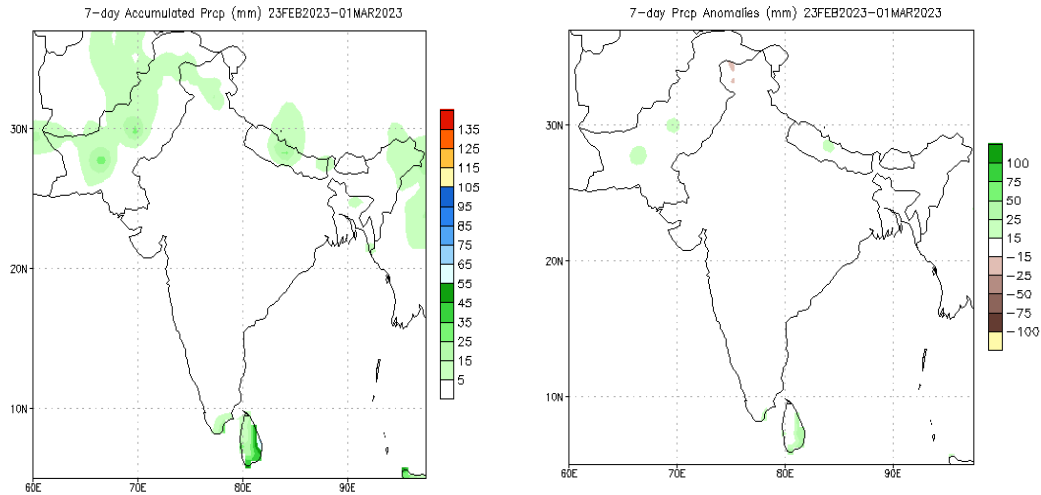 7-day Accumulated Prcp (mm) 23FEB2023-01MAR2023
30N
20N
10N
60E
70E
80E
90E
135
125
115
105
95
85
75
65
55
45
35
25
15
5
7-day Prcp Anomalies (mm) 23FEB2023-01MAR2023
30N
20N
10N
60E
70E
80E
90E
100
75
50
25
15
-15
-25
-50
-75
-100